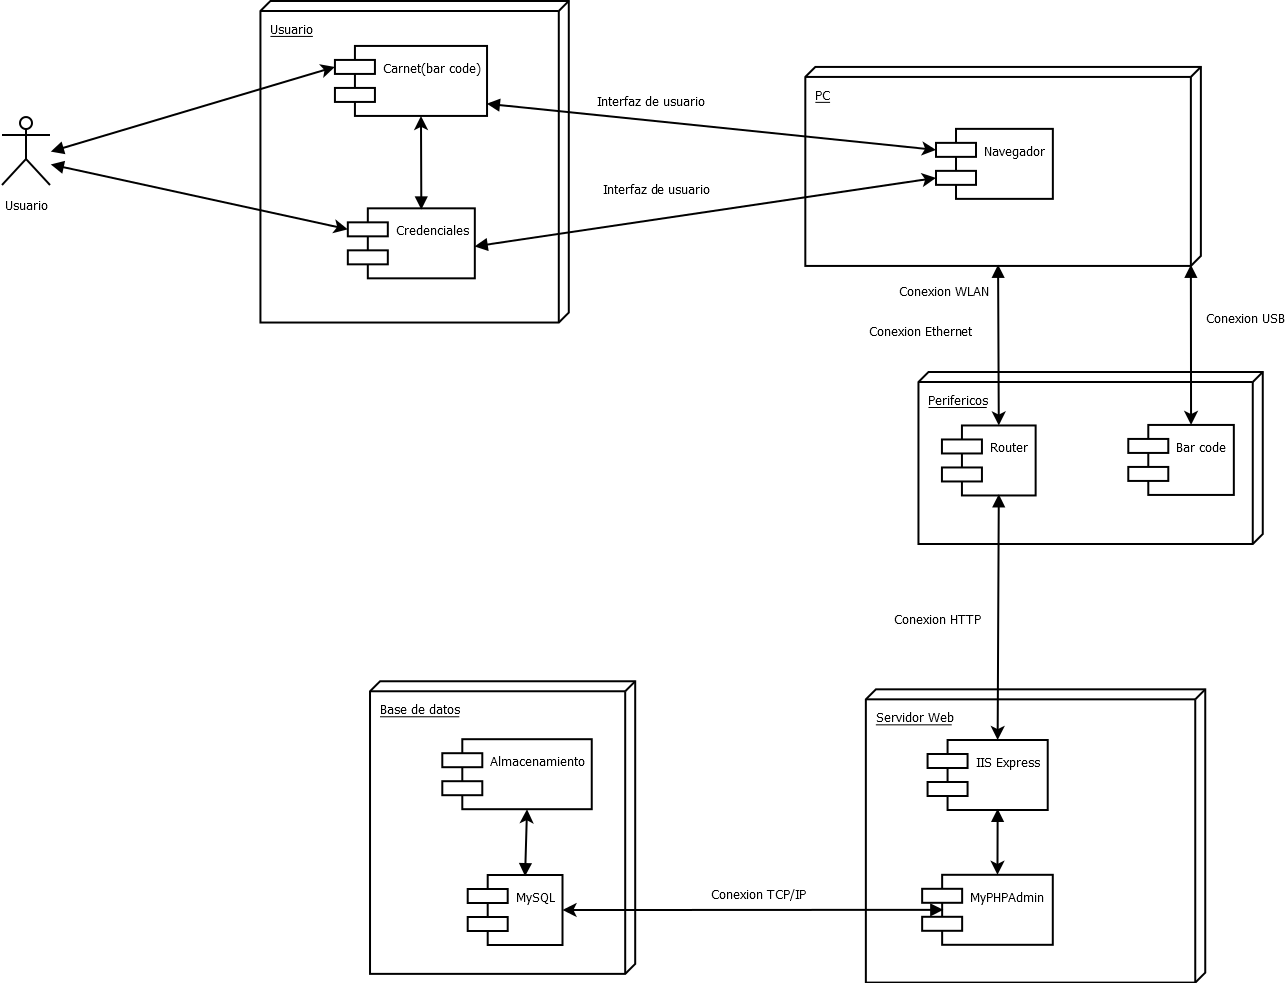 Usuario
Carnet(bar code)
Interfaz de usuario
PC
Navegador
Usuario
Interfaz de usuario
Credenciales
Conexion WLAN
Conexion USB
Conexion Ethernet
Perifericos
Router
Bar code
Conexion HTTP
Base de datos
Servidor Web
Almacenamiento
IIS Express
Conexion TCP/IP
MySQL
MyPHPAdmin